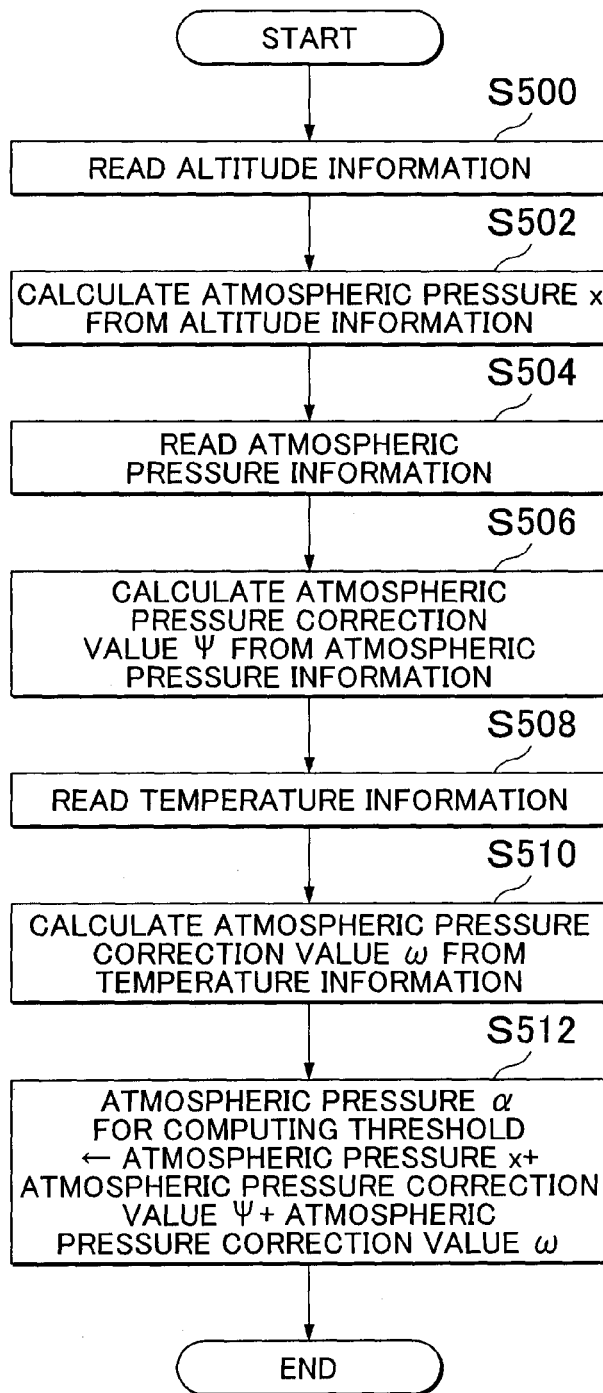 START
S500
READ ALTITUDE INFORMATION
S502
CALCULATE ATMOSPHERIC PRESSURE x
FROM ALTITUDE INFORMATION
S504
READ ATMOSPHERIC
PRESSURE INFORMATION
S506
CALCULATE ATMOSPHERIC
PRESSURE CORRECTION
VALUE Ψ FROM ATMOSPHERIC
PRESSURE INFORMATION
S508
READ TEMPERATURE INFORMATION
S510
CALCULATE ATMOSPHERIC PRESSURE
CORRECTION VALUE ω FROM
TEMPERATURE INFORMATION
S512
ATMOSPHERIC PRESSURE α
FOR COMPUTING THRESHOLD
← ATMOSPHERIC PRESSURE x+
ATMOSPHERIC PRESSURE CORRECTION
VALUE Ψ + ATMOSPHERIC
PRESSURE CORRECTION VALUE ω
END